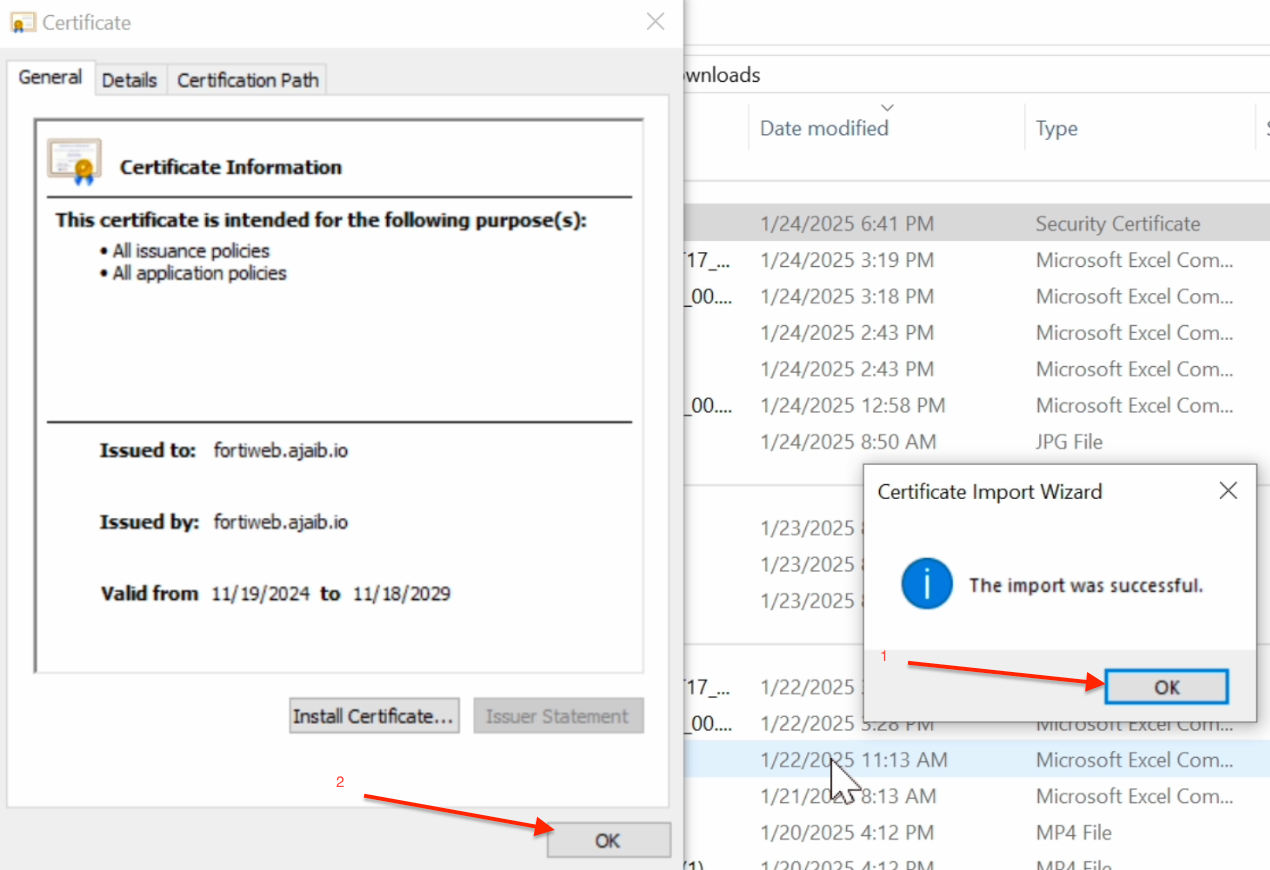 Certificate
General Details Certification Path
Certificate Information
This certificate is intended for the following purpose(s):
• All issuance policies
• All application policies
Issued to: fortiweb.ajaib.io
Issued by: fortiweb.ajaib.io
Valid from 11/19/2024 to 11/18/2029
Install Certificate... Issuer Statement
2
OK
ownloads
Date modified Type
1/24/2025 6:41 PM Security Certificate
17_... 1/24/2025 3:19 PM Microsoft Excel Com...
_00.... 1/24/2025 3:18 PM Microsoft Excel Com...
1/24/2025 2:43 PM Microsoft Excel Com...
1/24/2025 2:43 PM Microsoft Excel Com...
_00.... 1/24/2025 12:58 PM Microsoft Excel Com...
1/24/2025 8:50 AM JPG File
1/23/2025
1/23/2025
1/23/2025
17_... 1/22/2025
_00.... 1/22/2025 3:28 PM Microsoft Excel Com...
1/22/2025 11:13 AM Microsoft Excel Com...
1/21/2025 8:13 AM Microsoft Excel Com...
1/20/2025 4:12 PM MP4 File
(1) 1/20/2025 4:12 PM MP4 File
Certificate Import Wizard
The import was successful.
1
OK